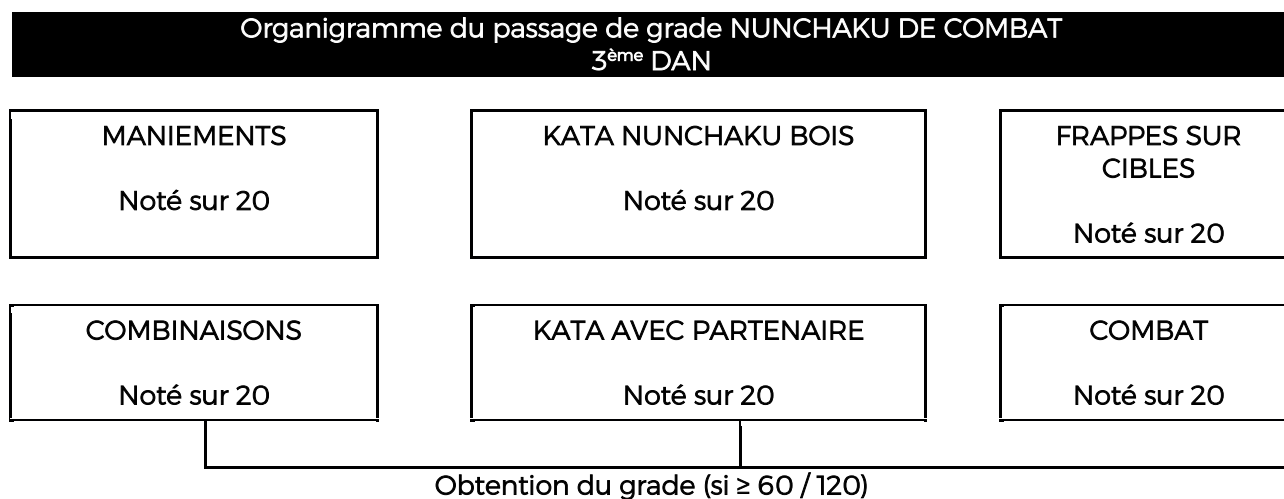 Organigramme du passage de grade NUNCHAKU DE COMBAT
3ème DAN
MANIEMENTS
Noté sur 20
KATA NUNCHAKU BOIS
Noté sur 20
FRAPPES SUR
CIBLES
Noté sur 20
COMBINAISONS
Noté sur 20
KATA AVEC PARTENAIRE
Noté sur 20
COMBAT
Noté sur 20
Obtention du grade (si ≥ 60 / 120)